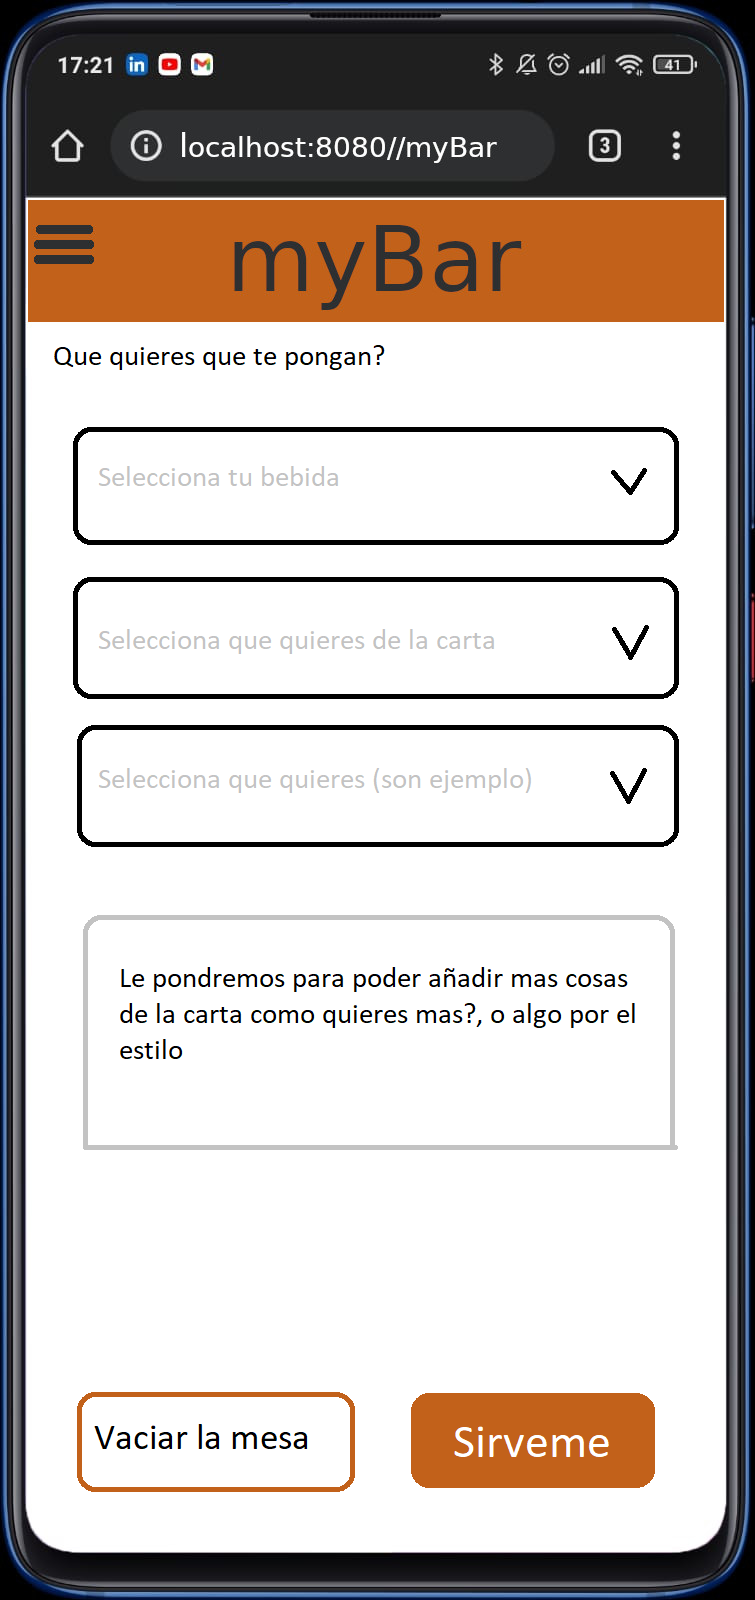 17:21 in 41
localhost:8080//myBar 3
myBar
Que quieres que te pongan?
Selecciona tu bebida
Selecciona que quieres de la carta
Selecciona que quieres (son ejemplo)
Le pondremos para poder añadir mas cosas
de la carta como quieres mas?, o algo por el
estilo
Vaciar la mesa
Sirveme